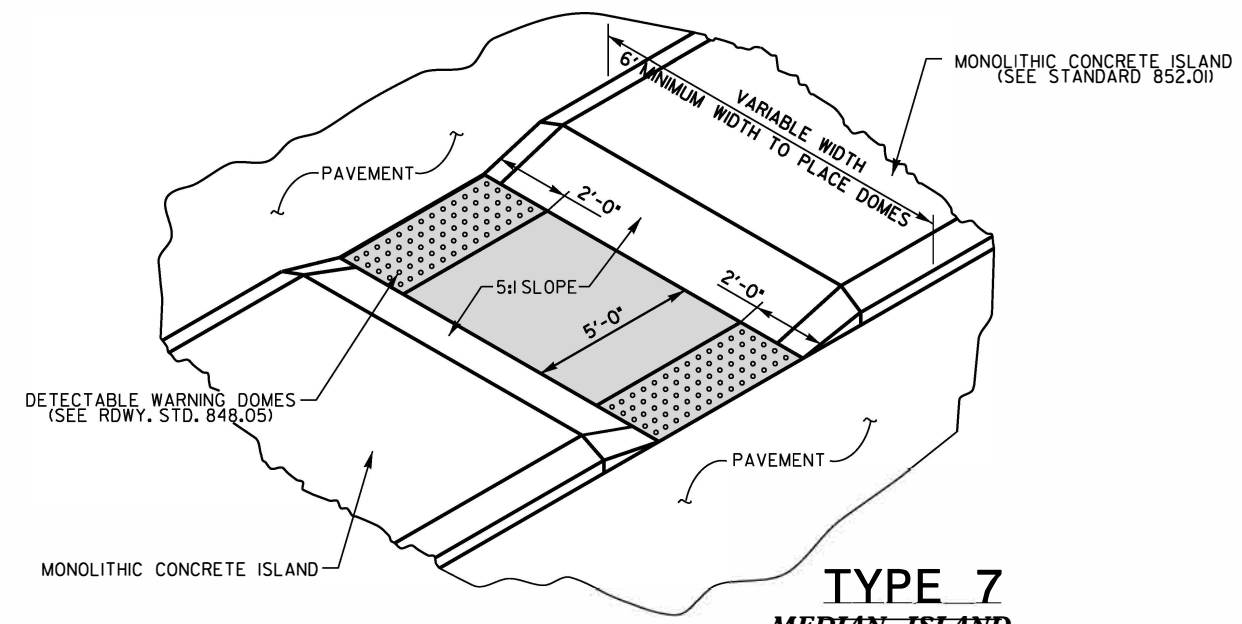 MONOLITHIC CONCRETE ISLAND
(SEE STANDARD 852.01)
VARIABLE WIDTH
6' MINIMUM WIDTH TO PLACE DOMES
PAVEMENT
2'-0"
5:1 SLOPE
2'-0"
5'-0"
DETECTABLE WARNING DOMES
(SEE RDWY. STD. 848.05)
PAVEMENT
MONOLITHIC CONCRETE ISLAND
TYPE 7
MEDIAN ISLAND